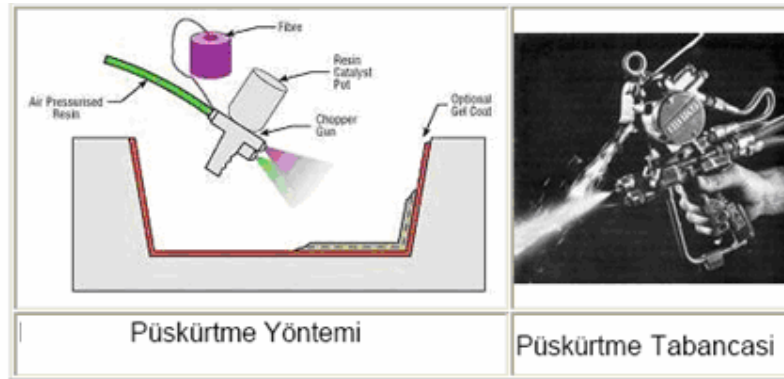 Fibre
Resin
Catalyst
Pot
Air Pressurised
Resin
Chopper
Gun
Optional
Gel Coat
Püskürtme Yöntemi
Püskürtme Tabancasi